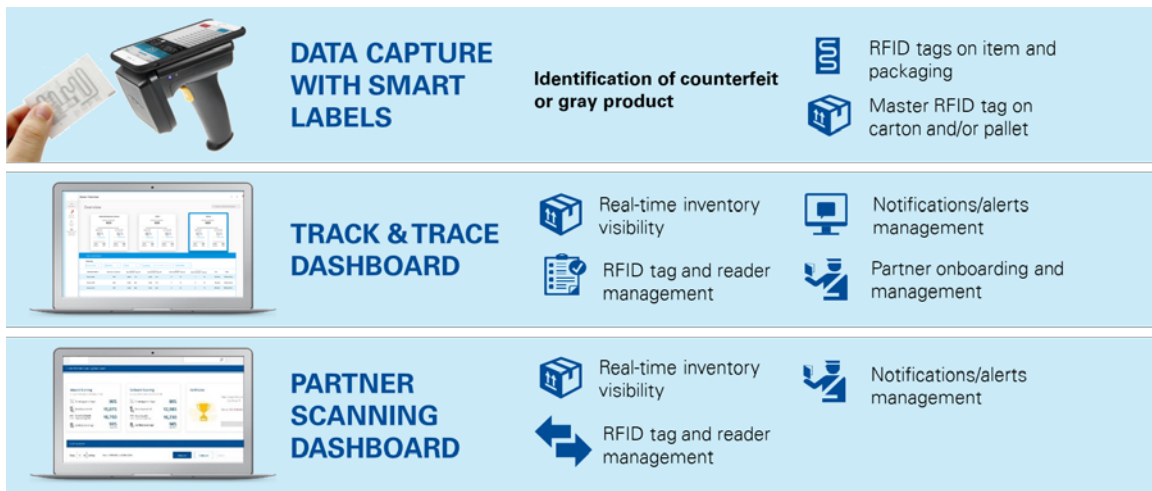 DATA CAPTURE
WITH SMART
LABELS
Identification of counterfeit
or gray product
RFID tags on item and
packaging
Master RFID tag on
carton and/or pallet
TRACK & TRACE
DASHBOARD
Real-time inventory
visibility
RFID tag and reader
management
Notifications/alerts
management
Partner onboarding and
management
PARTNER
SCANNING
DASHBOARD
Real-time inventory
visibility
RFID tag and reader
management
Notifications/alerts
management